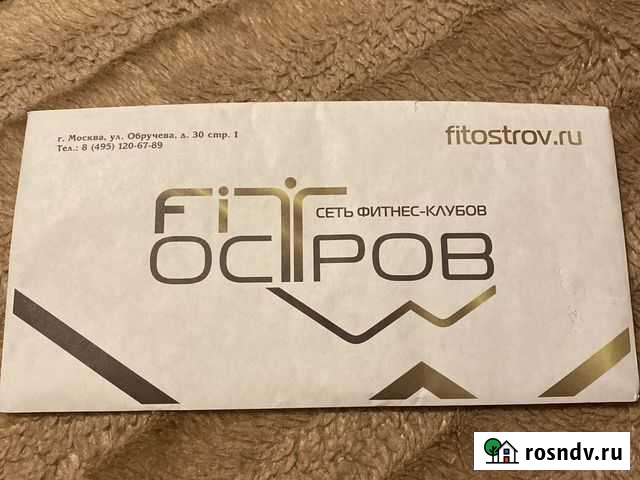 г. Москва, ул. Обручева, д. 30 стр. 1
Тел.: 8 (495) 120-67-89
fitostrov.ru
FiT
СЕТЬ ФИТНЕС-КЛУБОВ
ОСТРОВ
rosndv.ru